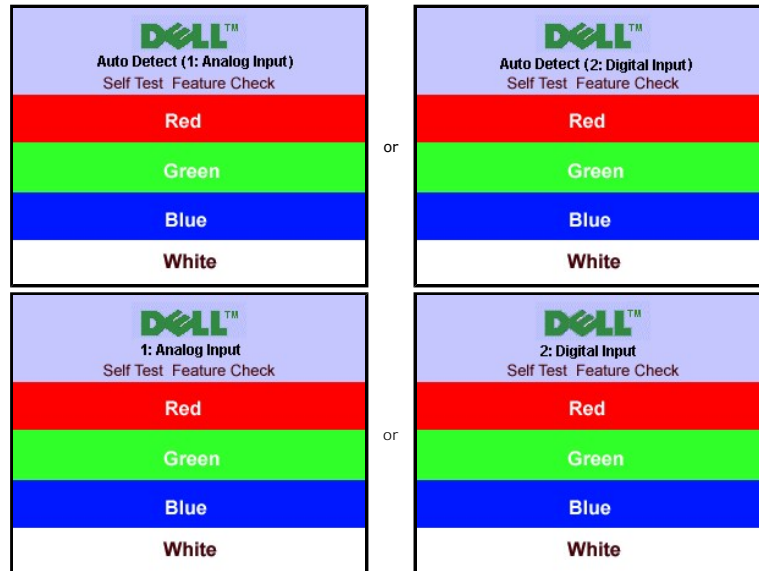 DELL™
Auto Detect (1: Analog Input)
Self Test Feature Check
Red
Green
Blue
White
or
DELL™
Auto Detect (2: Digital Input)
Self Test Feature Check
Red
Green
Blue
White
DELL™
1: Analog Input
Self Test Feature Check
Red
Green
Blue
White
or
DELL™
2: Digital Input
Self Test Feature Check
Red
Green
Blue
White